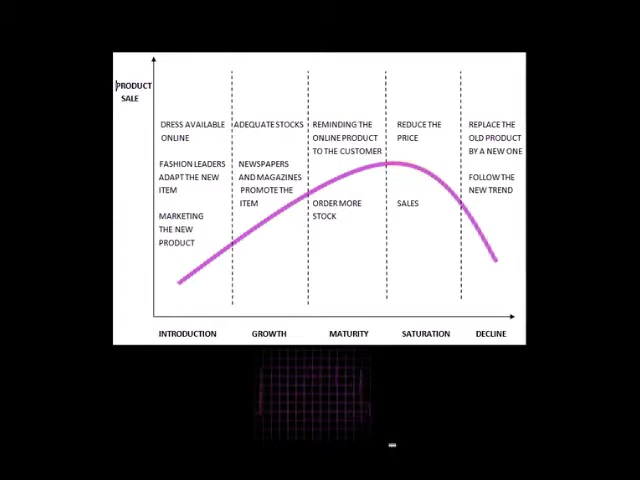 PRODUCT
SALE
DRESS AVAILABLE
ONLINE
FASHION LEADERS
ADAPT THE NEW
ITEM
MARKETING
THE NEW
PRODUCT
ADEQUATE STOCKS
NEWSPAPERS
AND MAGAZINES
PROMOTE THE
ITEM
REMINDING THE
ONLINE PRODUCT
TO THE CUSTOMER
ORDER MORE
STOCK
REDUCE THE
PRICE
SALES
REPLACE THE
OLD PRODUCT
BY A NEW ONE
FOLLOW THE
NEW TREND
INTRODUCTION
GROWTH
MATURITY
SATURATION
DECLINE